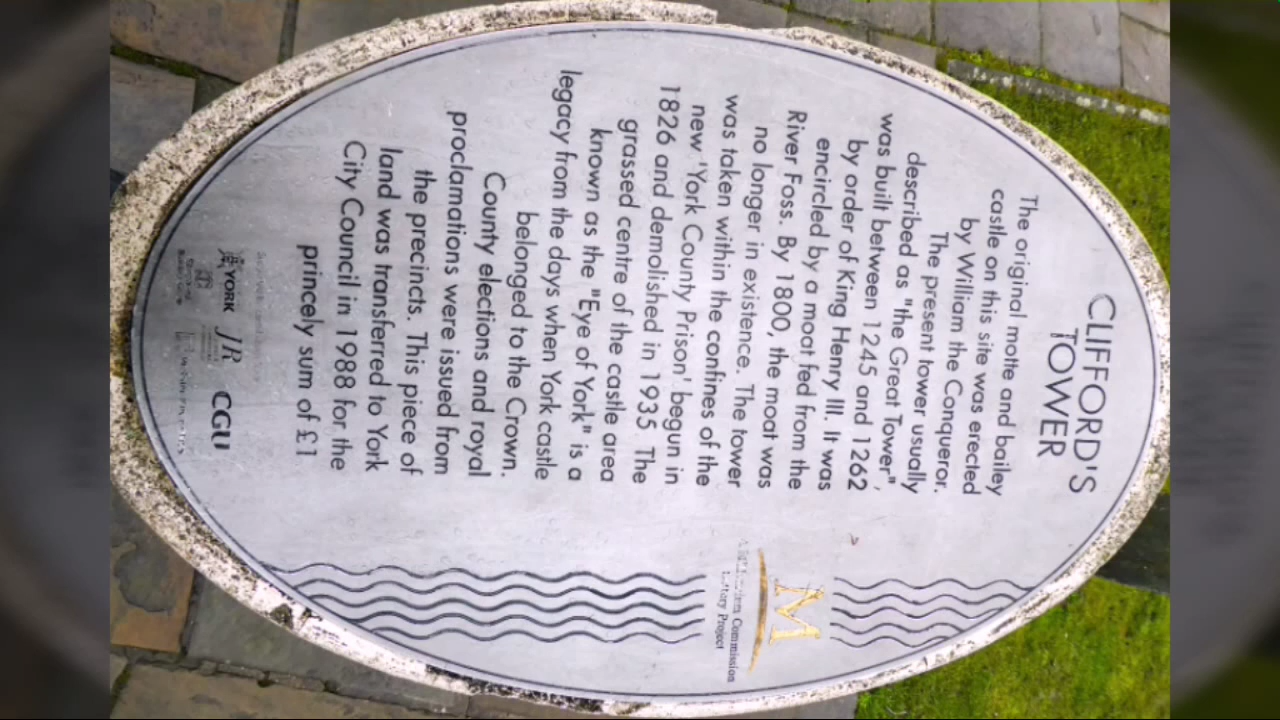 CLIFFORD'S
TOWER
The original motte and bailey
castle on this site was erected
by William the Conqueror.
The present tower usually
described as "the Great Tower",
was built between 1245 and 1262
by order of King Henry III. It was
encircled by a moat fed from the
River Foss. By 1800, the moat was
no longer in existence. The tower
was taken within the confines of the
new 'York County Prison' begun in
1826 and demolished in 1935. The
grassed centre of the castle area
known as the "Eye of York" is a
legacy from the days when York castle
belonged to the Crown.
County elections and royal
proclamations were issued from
the precincts. This piece of
land was transferred to York
City Council in 1988 for the
princely sum of £1
YORK
JR
CGU
M
Commission
Project